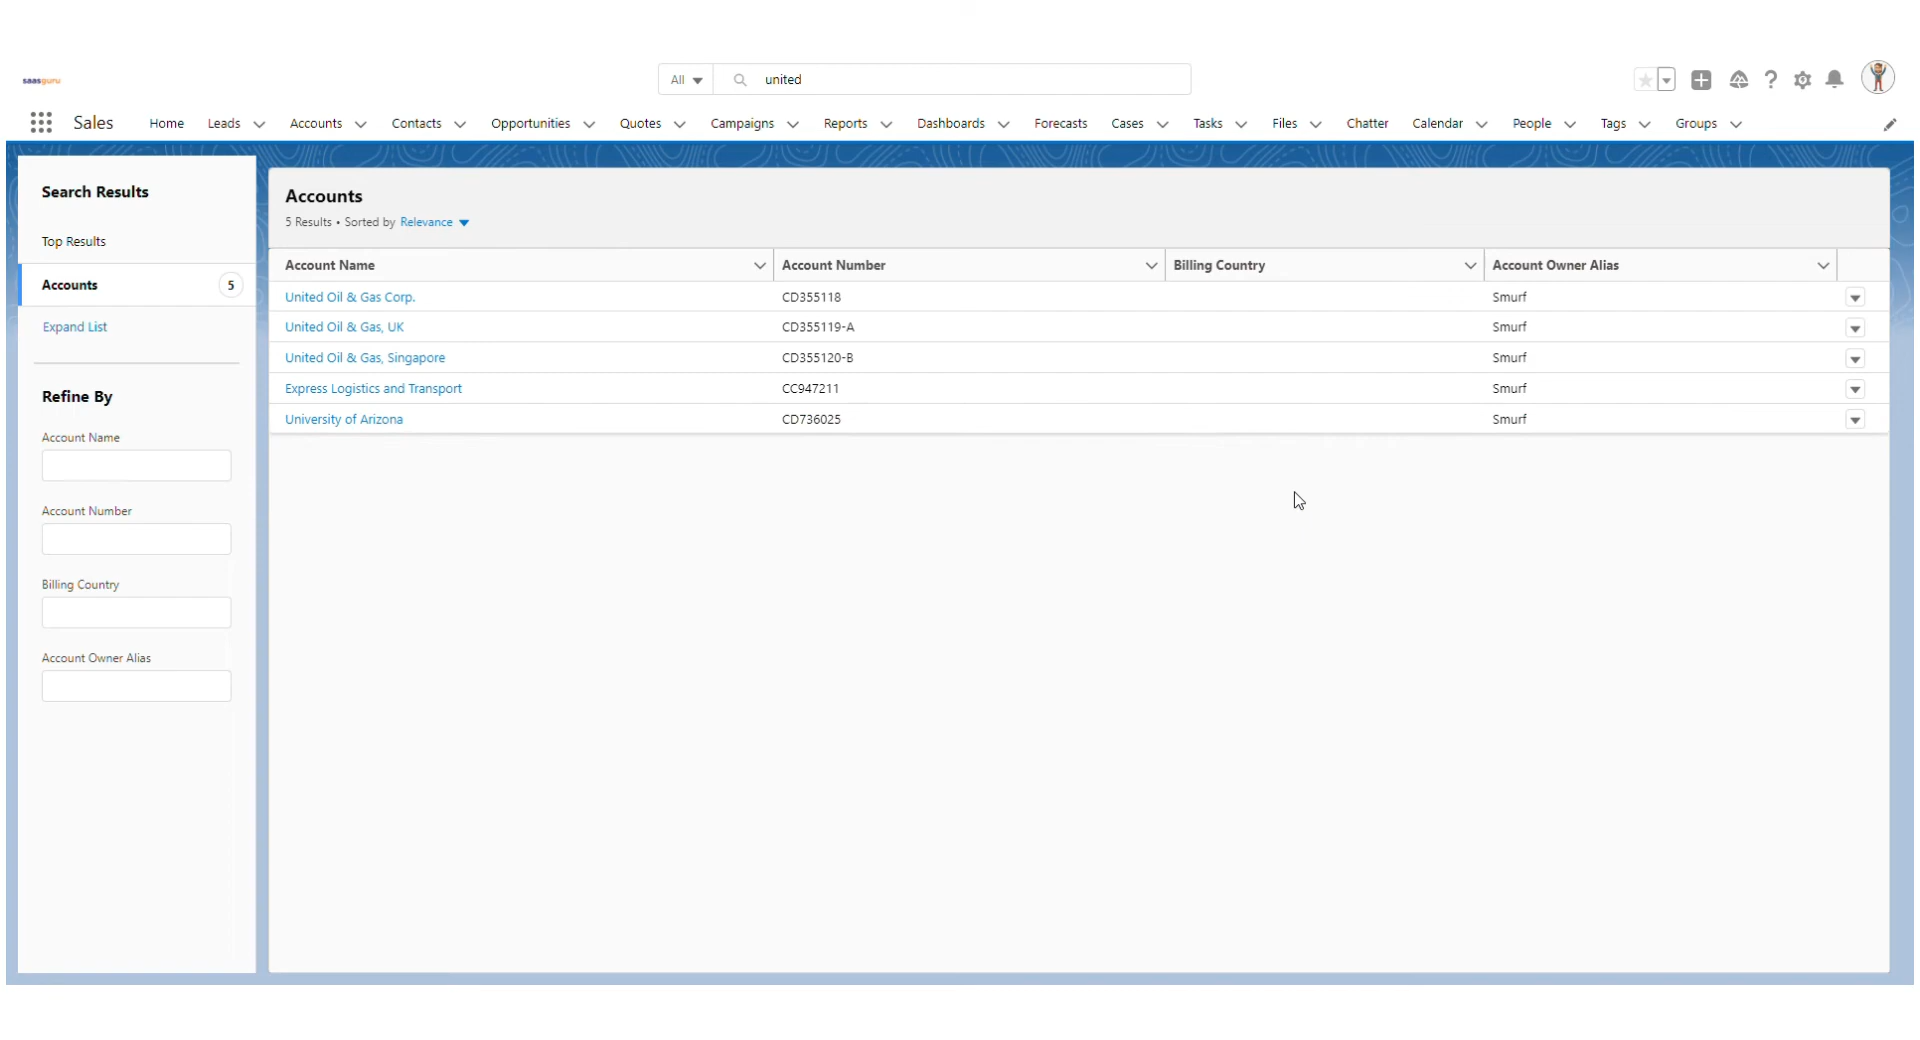 saasguru
All united
Sales Home Leads Accounts Contacts Opportunities Quotes Campaigns Reports Dashboards Forecasts Cases Tasks Files Chatter Calendar People Tags Groups
Search Results
Top Results
Accounts 5
Expand List
Refine By
Account Name
Account Number
Billing Country
Account Owner Alias
Accounts
5 Results • Sorted by Relevance
Account Name Account Number Billing Country Account Owner Alias
United Oil & Gas Corp. CD355118 Smurf
United Oil & Gas, UK CD355119-A Smurf
United Oil & Gas, Singapore CD355120-B Smurf
Express Logistics and Transport CC947211 Smurf
University of Arizona CD736025 Smurf